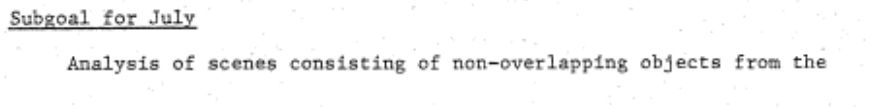 Subgoal for July
Analysis of scenes consisting of non-overlapping objects from the